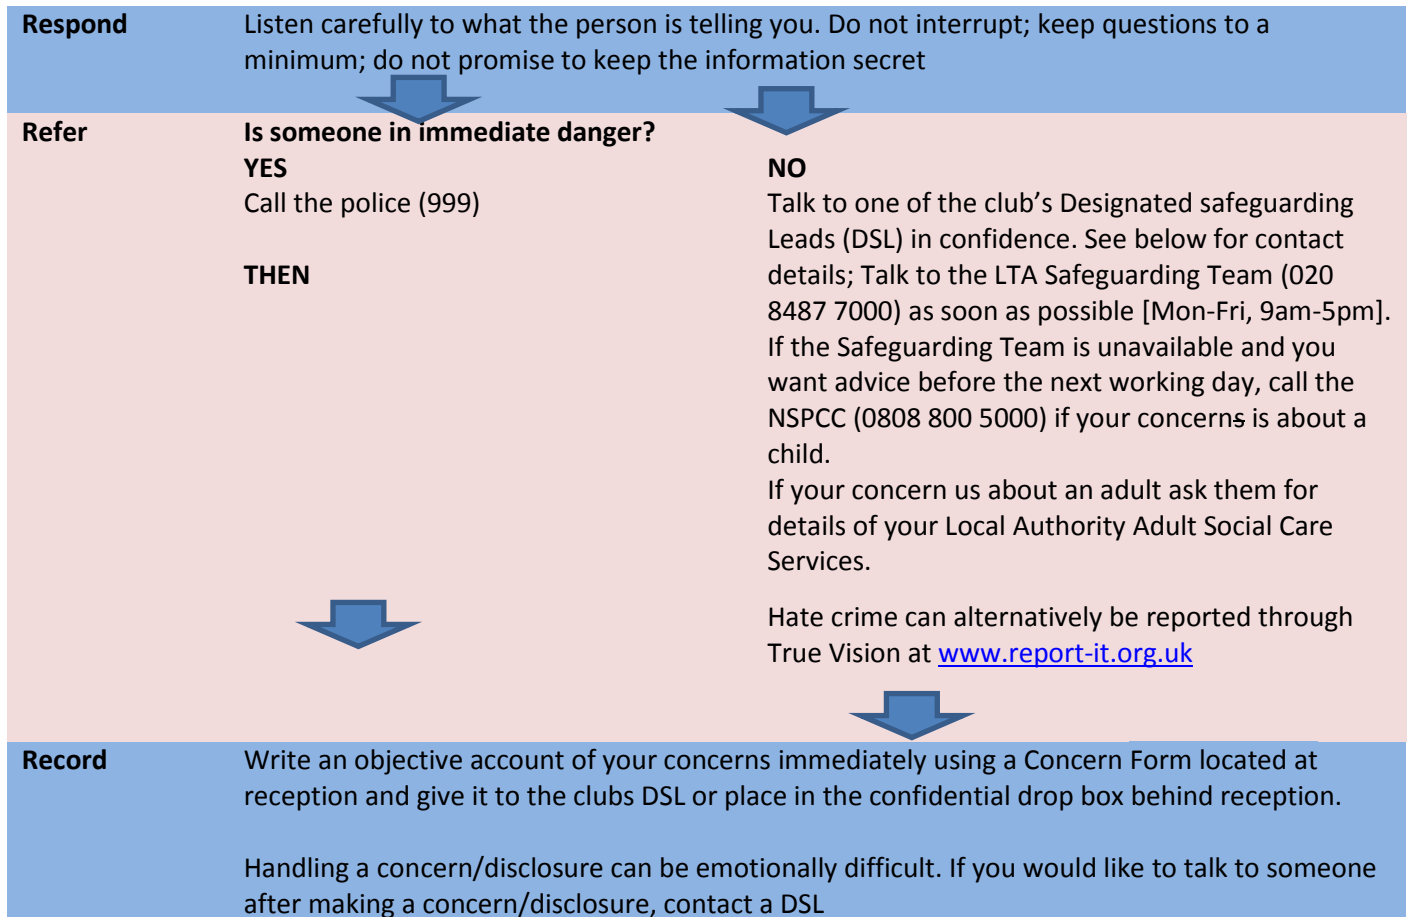 Respond
Listen carefully to what the person is telling you. Do not interrupt; keep questions to a
minimum; do not promise to keep the information secret
Refer
Is someone in immediate danger?
YES
Call the police (999)
THEN
NO
Talk to one of the club’s Designated safeguarding
Leads (DSL) in confidence. See below for contact
details; Talk to the LTA Safeguarding Team (020
8487 7000) as soon as possible [Mon-Fri, 9am-5pm].
If the Safeguarding Team is unavailable and you
want advice before the next working day, call the
NSPCC (0808 800 5000) if your concerns is about a
child.
If your concern us about an adult ask them for
details of your Local Authority Adult Social Care
Services.
Hate crime can alternatively be reported through
True Vision at www.report-it.org.uk
Record
Write an objective account of your concerns immediately using a Concern Form located at
reception and give it to the clubs DSL or place in the confidential drop box behind reception.
Handling a concern/disclosure can be emotionally difficult. If you would like to talk to someone
after making a concern/disclosure, contact a DSL